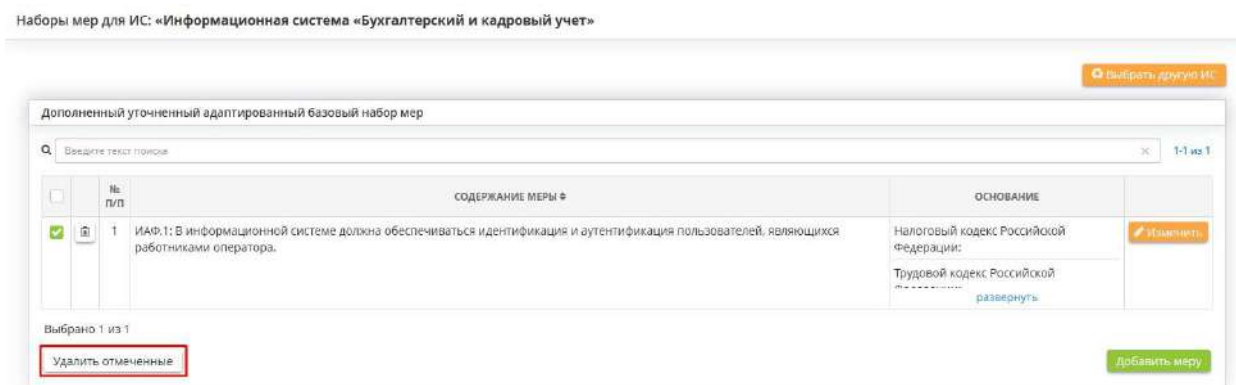 Наборы мер для ИС: «Информационная система «Бухгалтерский и кадровый учет»
Выбрать другую ИС
Дополненный уточненный адаптированный базовый набор мер
Введите текст поиска
1-1 из 1
№ П/П
СОДЕРЖАНИЕ МЕРЫ
ОСНОВАНИЕ
1
ИАФ.1: В информационной системе должна обеспечиваться идентификация и аутентификация пользователей, являющихся
работниками оператора.
Налоговый кодекс Российской
Федерации:
Трудовой кодекс Российской
развернуть
Изменить
Выбрано 1 из 1
Удалить отмеченные
Добавить меру